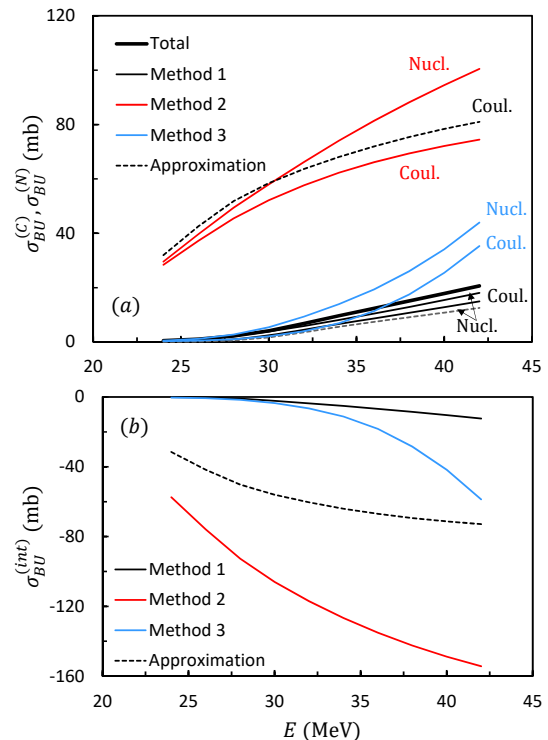 120
80
40
0
σ_BU^(C), σ_BU^(N) (mb)
Total
Method 1
Method 2
Method 3
Approximation
Nucl.
Coul.
Coul.
Nucl.
Coul.
Coul.
Nucl.
(a)
20 25 30 35 40 45
0
-40
-80
-120
-160
σ_BU^(int) (mb)
(b)
Method 1
Method 2
Method 3
Approximation
20 25 30 35 40 45
E (MeV)